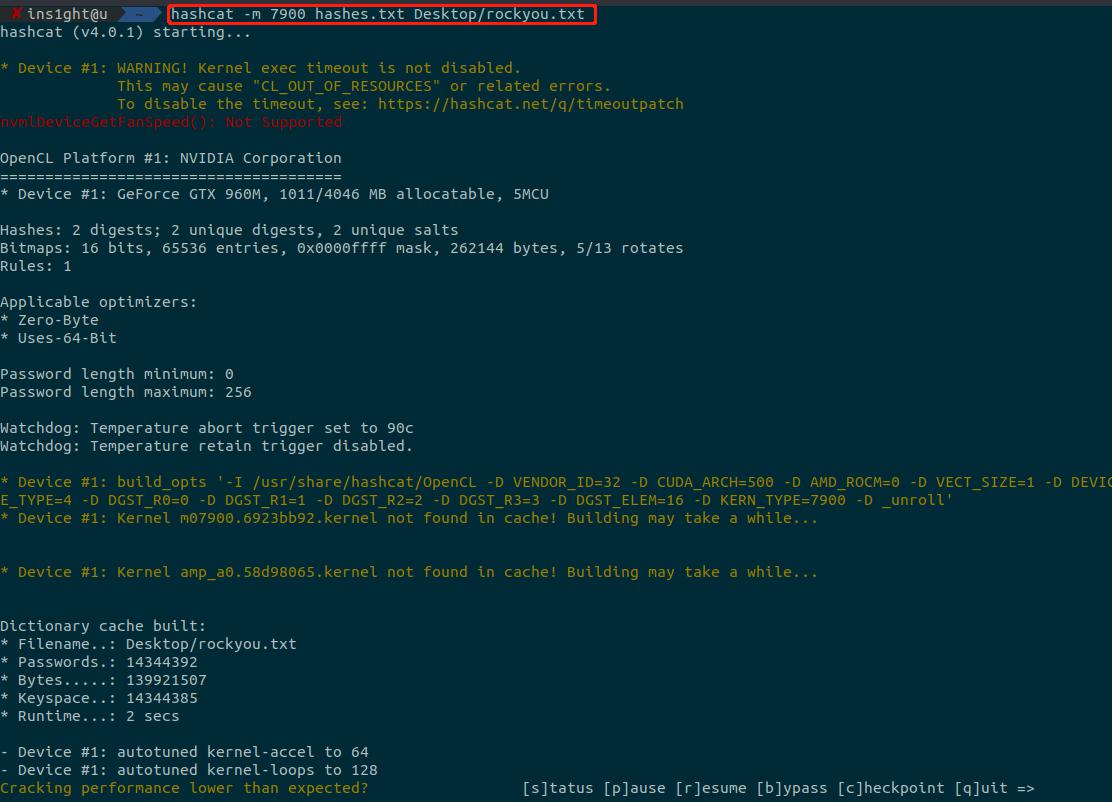 ✘ ins1ght@u ~ hashcat -m 7900 hashes.txt Desktop/rockyou.txt
hashcat (v4.0.1) starting...
* Device #1: WARNING! Kernel exec timeout is not disabled.
This may cause "CL_OUT_OF_RESOURCES" or related errors.
To disable the timeout, see: https://hashcat.net/q/timeoutpatch
nvmlDeviceGetFanSpeed(): Not Supported
OpenCL Platform #1: NVIDIA Corporation
======================================
* Device #1: GeForce GTX 960M, 1011/4046 MB allocatable, 5MCU
Hashes: 2 digests; 2 unique digests, 2 unique salts
Bitmaps: 16 bits, 65536 entries, 0x0000ffff mask, 262144 bytes, 5/13 rotates
Rules: 1
Applicable optimizers:
* Zero-Byte
* Uses-64-Bit
Password length minimum: 0
Password length maximum: 256
Watchdog: Temperature abort trigger set to 90c
Watchdog: Temperature retain trigger disabled.
* Device #1: build_opts '-I /usr/share/hashcat/OpenCL -D VENDOR_ID=32 -D CUDA_ARCH=500 -D AMD_ROCM=0 -D VECT_SIZE=1 -D DEVIC
E_TYPE=4 -D DGST_R0=0 -D DGST_R1=1 -D DGST_R2=2 -D DGST_R3=3 -D DGST_ELEM=16 -D KERN_TYPE=7900 -D _unroll'
* Device #1: Kernel m07900.6923bb92.kernel not found in cache! Building may take a while...
* Device #1: Kernel amp_a0.58d98065.kernel not found in cache! Building may take a while...
Dictionary cache built:
* Filename..: Desktop/rockyou.txt
* Passwords.: 14344392
* Bytes.....: 139921507
* Keyspace..: 14344385
* Runtime...: 2 secs
- Device #1: autotuned kernel-accel to 64
- Device #1: autotuned kernel-loops to 128
Cracking performance lower than expected? [s]tatus [p]ause [r]esume [b]ypass [c]heckpoint [q]uit =>